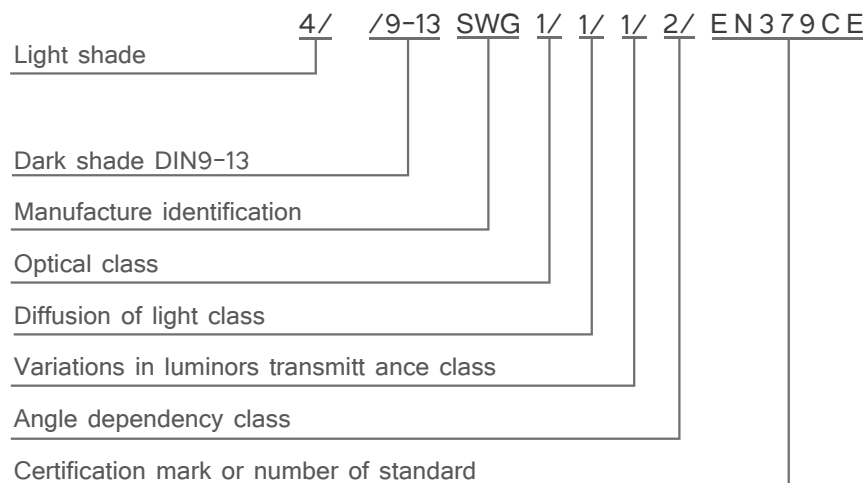 4/ /9-13 SWG 1/ 1/ 1/ 2/ EN379CE
Light shade
Dark shade DIN9-13
Manufacture identification
Optical class
Diffusion of light class
Variations in luminors transmitt ance class
Angle dependency class
Certification mark or number of standard